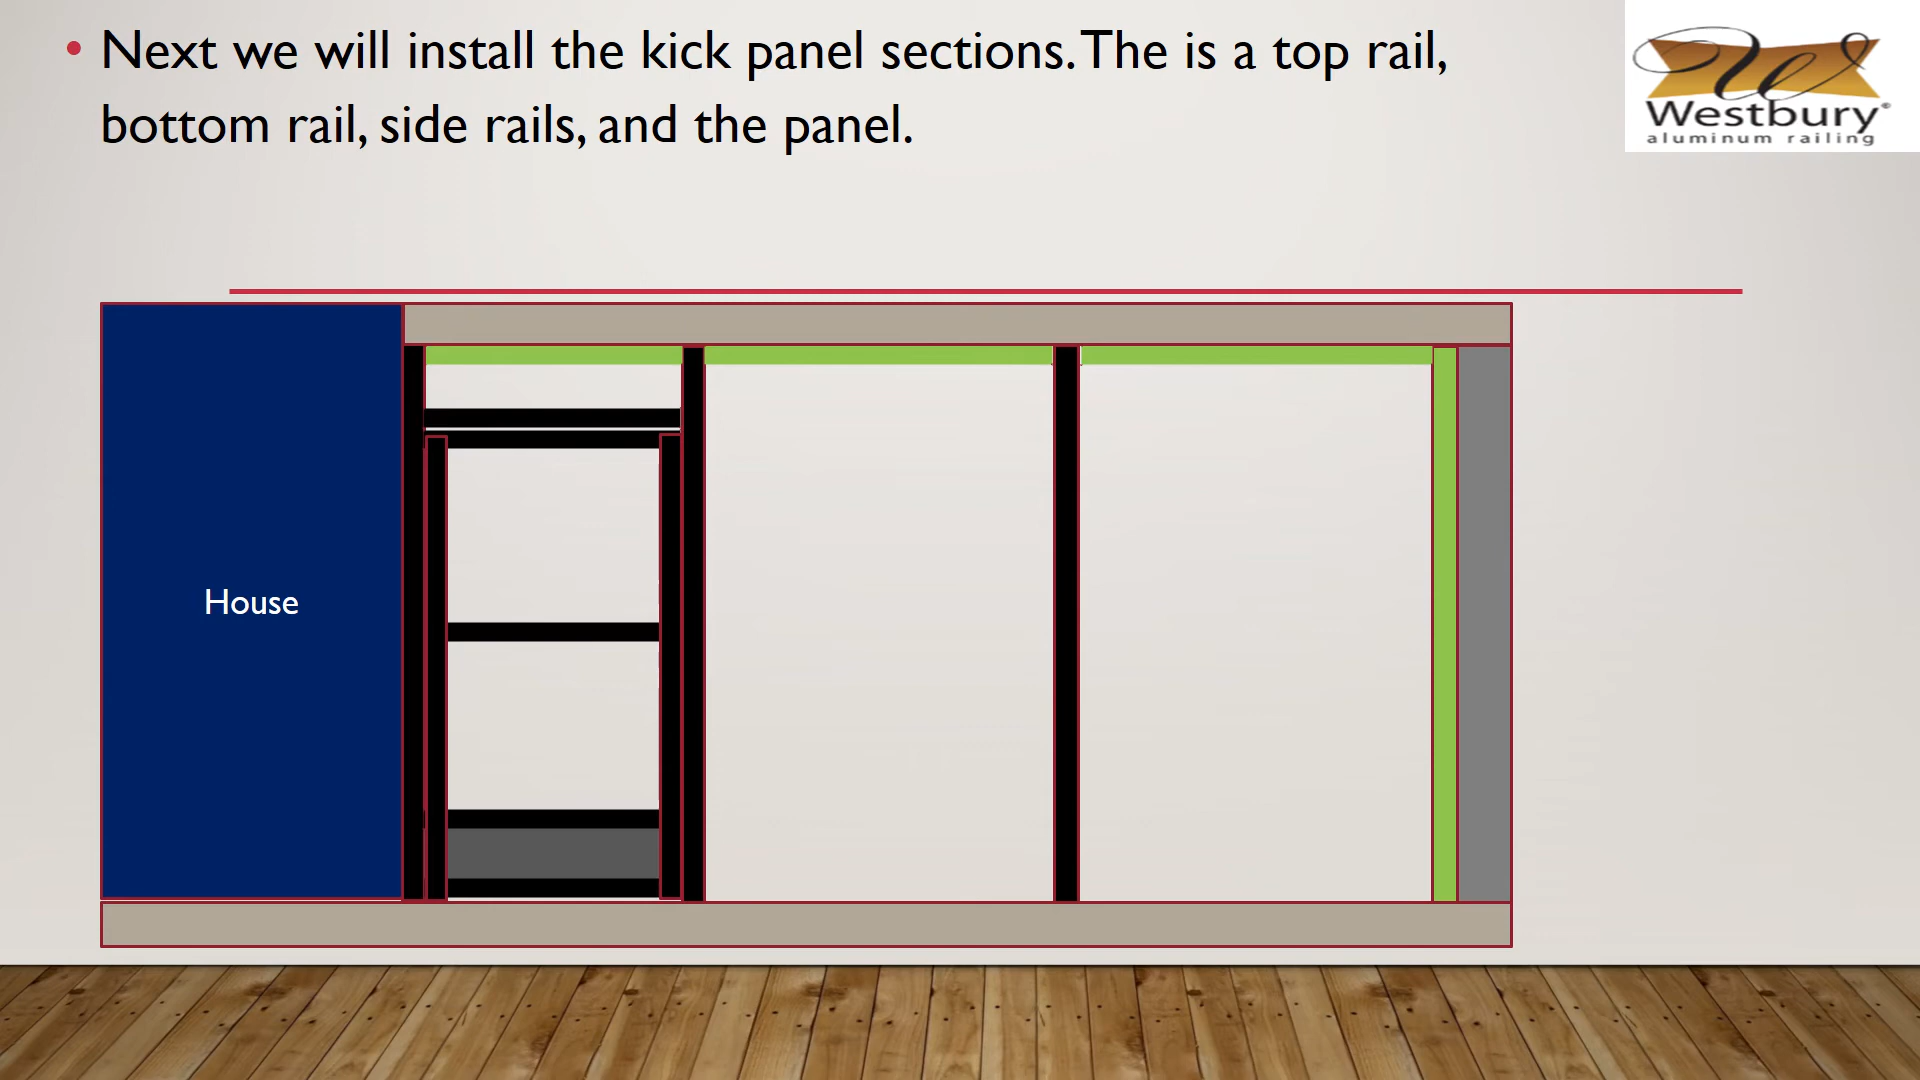 • Next we will install the kick panel sections. The is a top rail,
bottom rail, side rails, and the panel.
W
Westbury®
aluminum railing
House